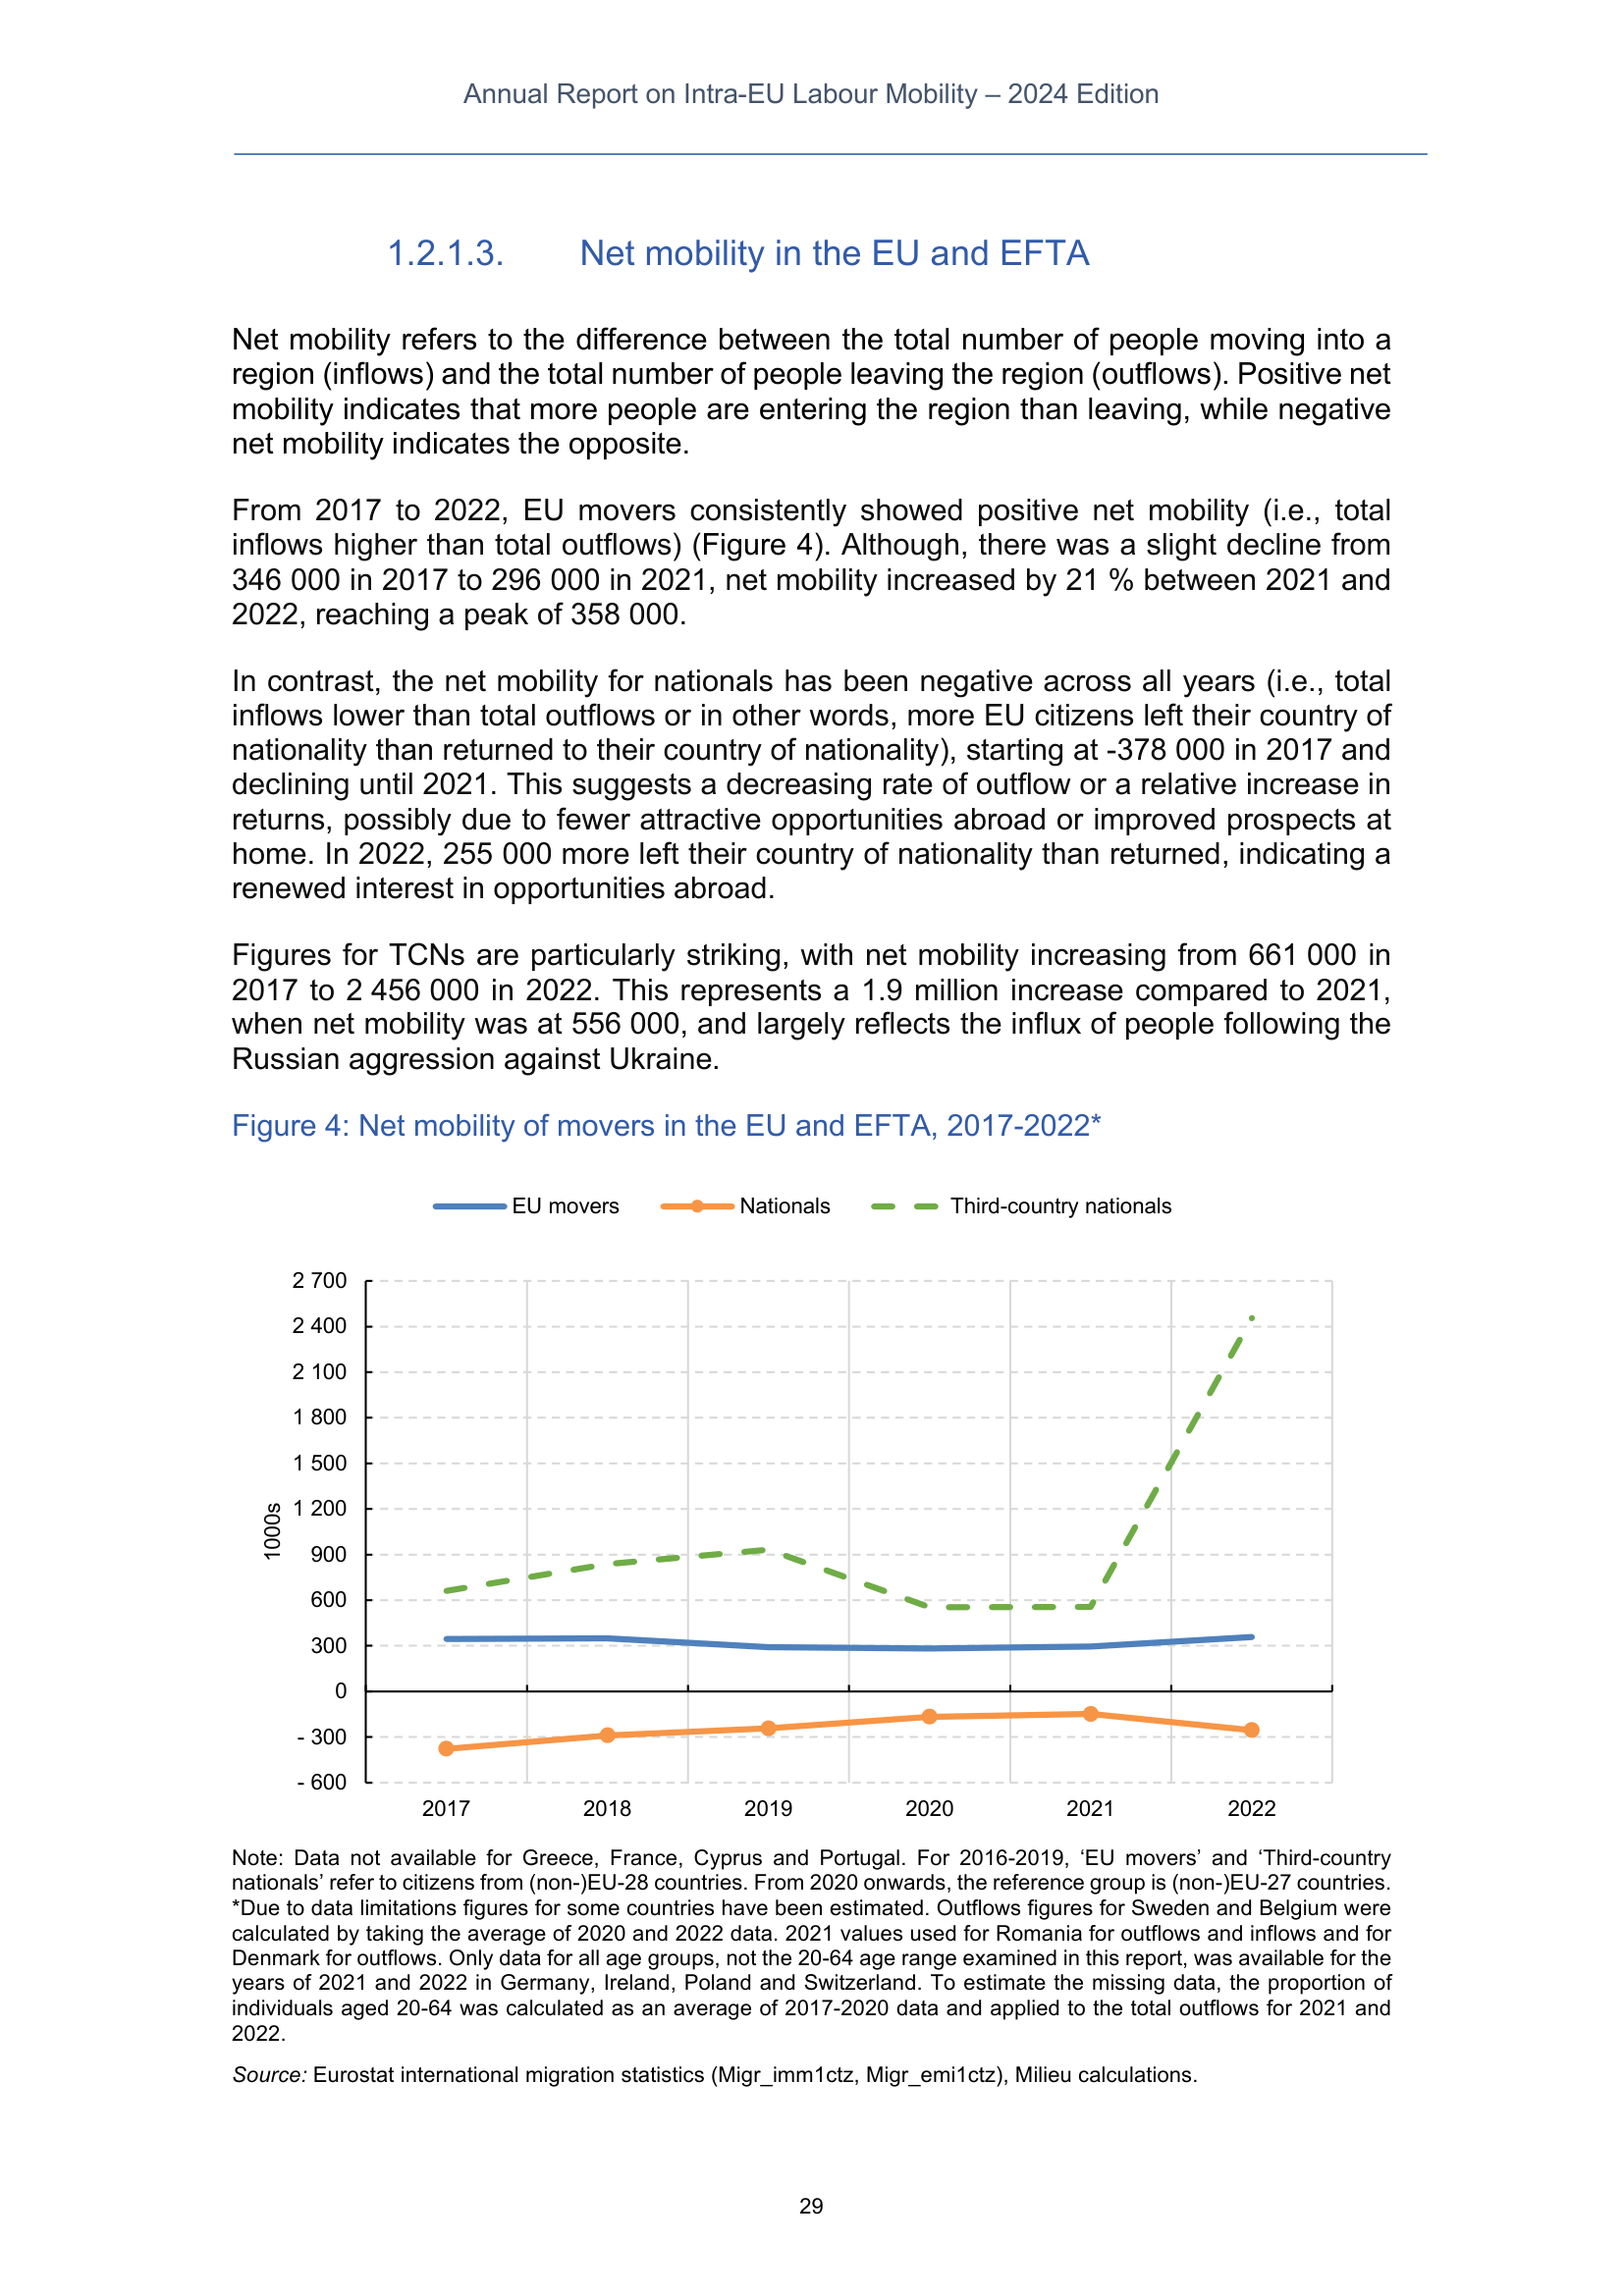 Annual Report on Intra-EU Labour Mobility – 2024 Edition
1.2.1.3. Net mobility in the EU and EFTA
Net mobility refers to the difference between the total number of people moving into a
region (inflows) and the total number of people leaving the region (outflows). Positive net
mobility indicates that more people are entering the region than leaving, while negative
net mobility indicates the opposite.
From 2017 to 2022, EU movers consistently showed positive net mobility (i.e., total
inflows higher than total outflows) (Figure 4). Although, there was a slight decline from
346 000 in 2017 to 296 000 in 2021, net mobility increased by 21 % between 2021 and
2022, reaching a peak of 358 000.
In contrast, the net mobility for nationals has been negative across all years (i.e., total
inflows lower than total outflows or in other words, more EU citizens left their country of
nationality than returned to their country of nationality), starting at -378 000 in 2017 and
declining until 2021. This suggests a decreasing rate of outflow or a relative increase in
returns, possibly due to fewer attractive opportunities abroad or improved prospects at
home. In 2022, 255 000 more left their country of nationality than returned, indicating a
renewed interest in opportunities abroad.
Figures for TCNs are particularly striking, with net mobility increasing from 661 000 in
2017 to 2 456 000 in 2022. This represents a 1.9 million increase compared to 2021,
when net mobility was at 556 000, and largely reflects the influx of people following the
Russian aggression against Ukraine.
Figure 4: Net mobility of movers in the EU and EFTA, 2017-2022*
EU movers Nationals Third-country nationals
2 700
2 400
2 100
1 800
1 500
1 200
900
600
300
0
- 300
- 600
1000s
2017 2018 2019 2020 2021 2022
Note: Data not available for Greece, France, Cyprus and Portugal. For 2016-2019, ‘EU movers’ and ‘Third-country
nationals’ refer to citizens from (non-)EU-28 countries. From 2020 onwards, the reference group is (non-)EU-27 countries.
*Due to data limitations figures for some countries have been estimated. Outflows figures for Sweden and Belgium were
calculated by taking the average of 2020 and 2022 data. 2021 values used for Romania for outflows and inflows and for
Denmark for outflows. Only data for all age groups, not the 20-64 age range examined in this report, was available for the
years of 2021 and 2022 in Germany, Ireland, Poland and Switzerland. To estimate the missing data, the proportion of
individuals aged 20-64 was calculated as an average of 2017-2020 data and applied to the total outflows for 2021 and
2022.
Source: Eurostat international migration statistics (Migr_imm1ctz, Migr_emi1ctz), Milieu calculations.
29